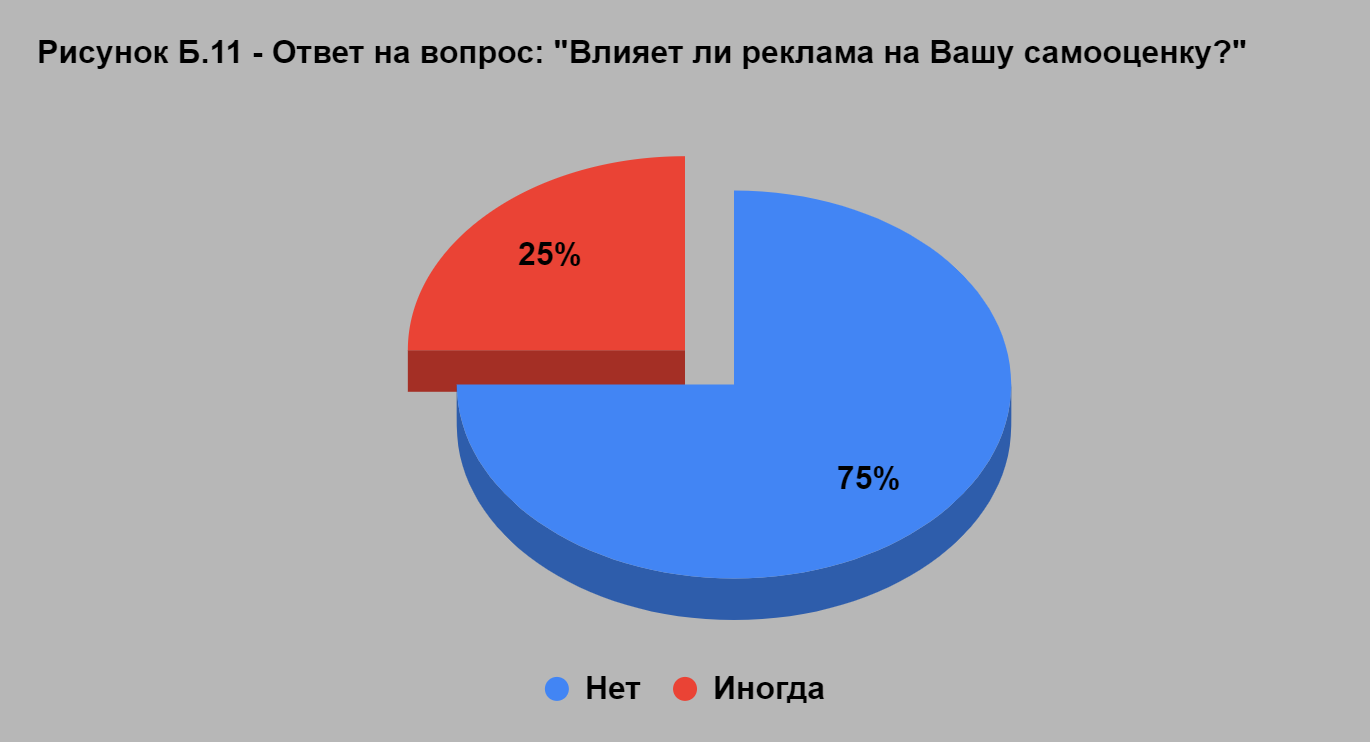 Рисунок Б.11 - Ответ на вопрос: "Влияет ли реклама на Вашу самооценку?"
25%
75%
Нет Иногда